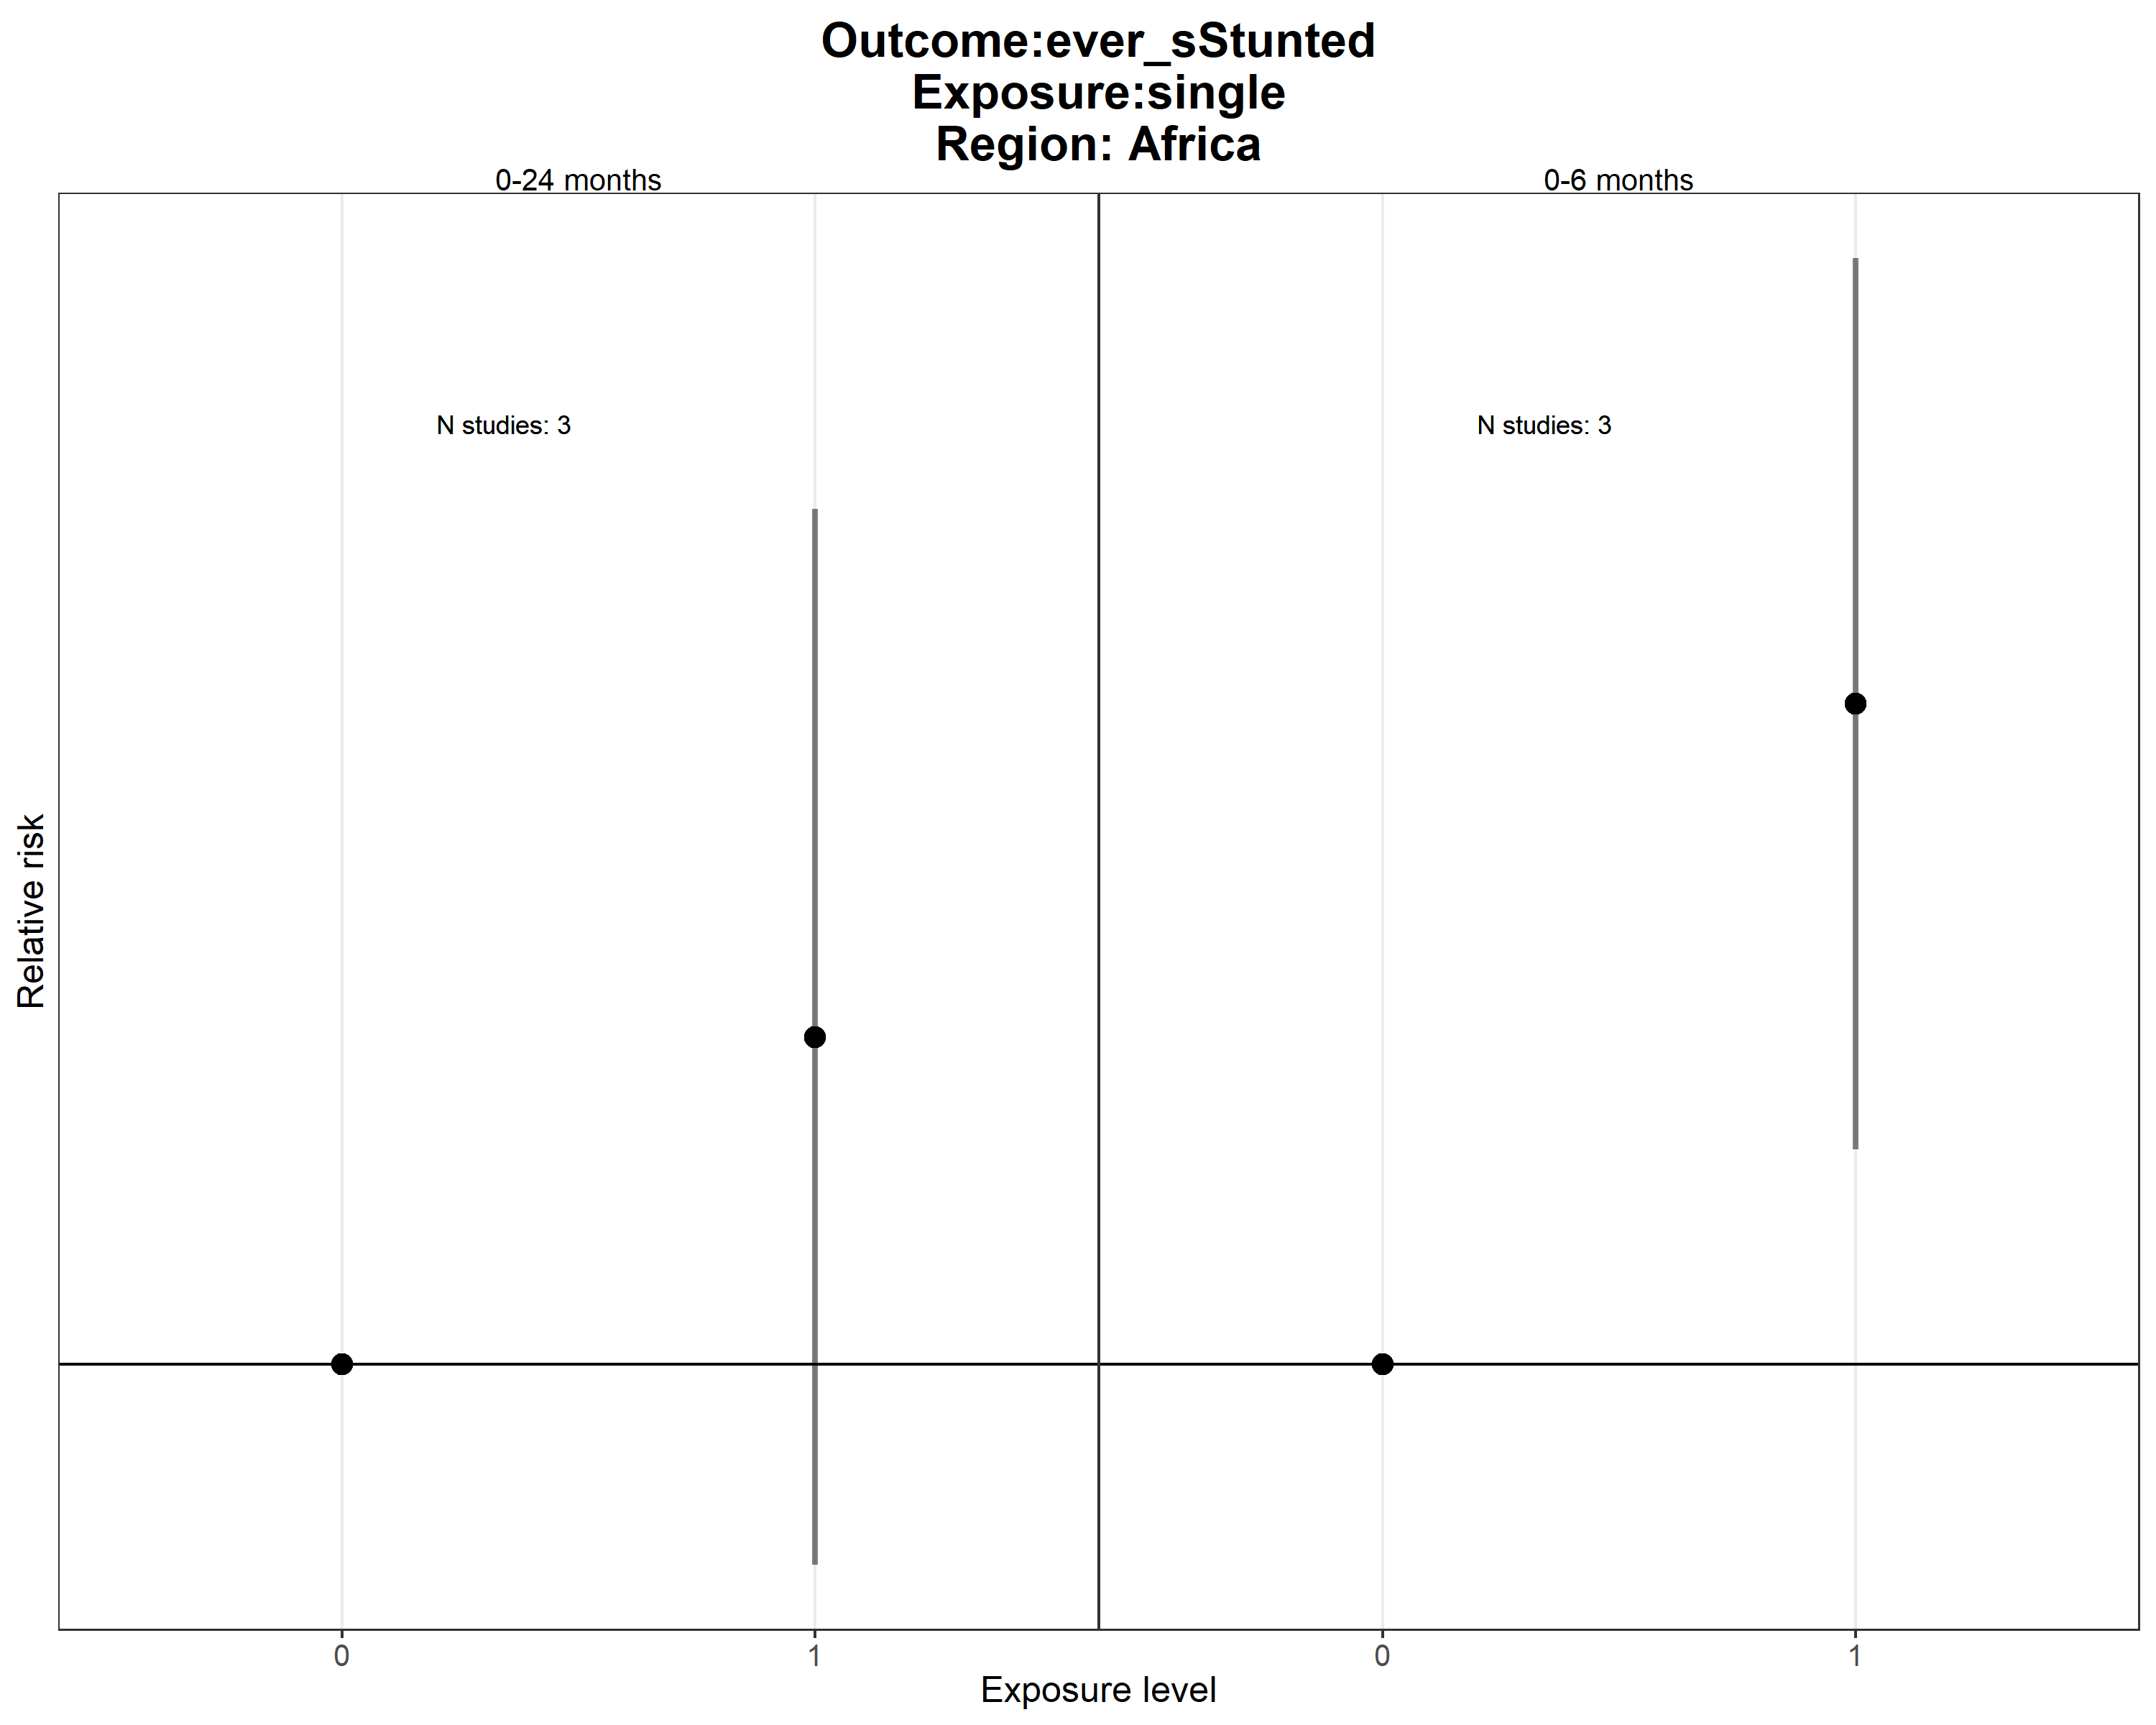 Outcome:ever_sStunted
Exposure:single
Region: Africa
0-24 months
0-6 months
N studies: 3
N studies: 3
Relative risk
0
1
0
1
Exposure level